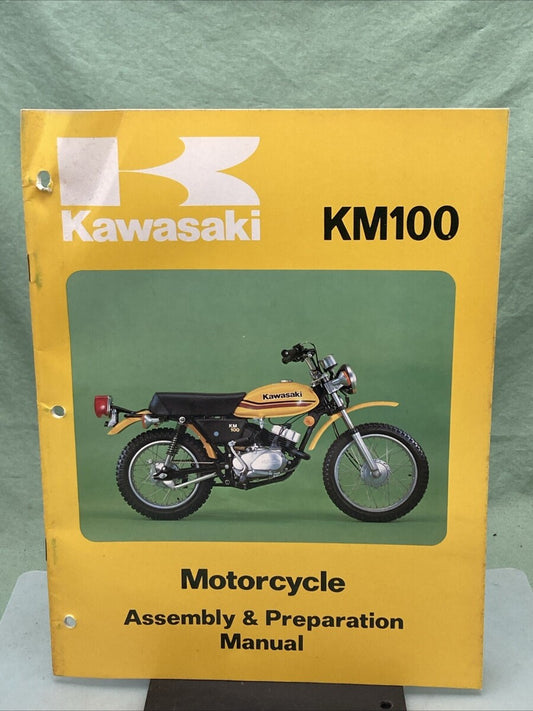 Kawasaki
KM100
Kawasaki
KM
100
Motorcycle
Assembly & Preparation
Manual